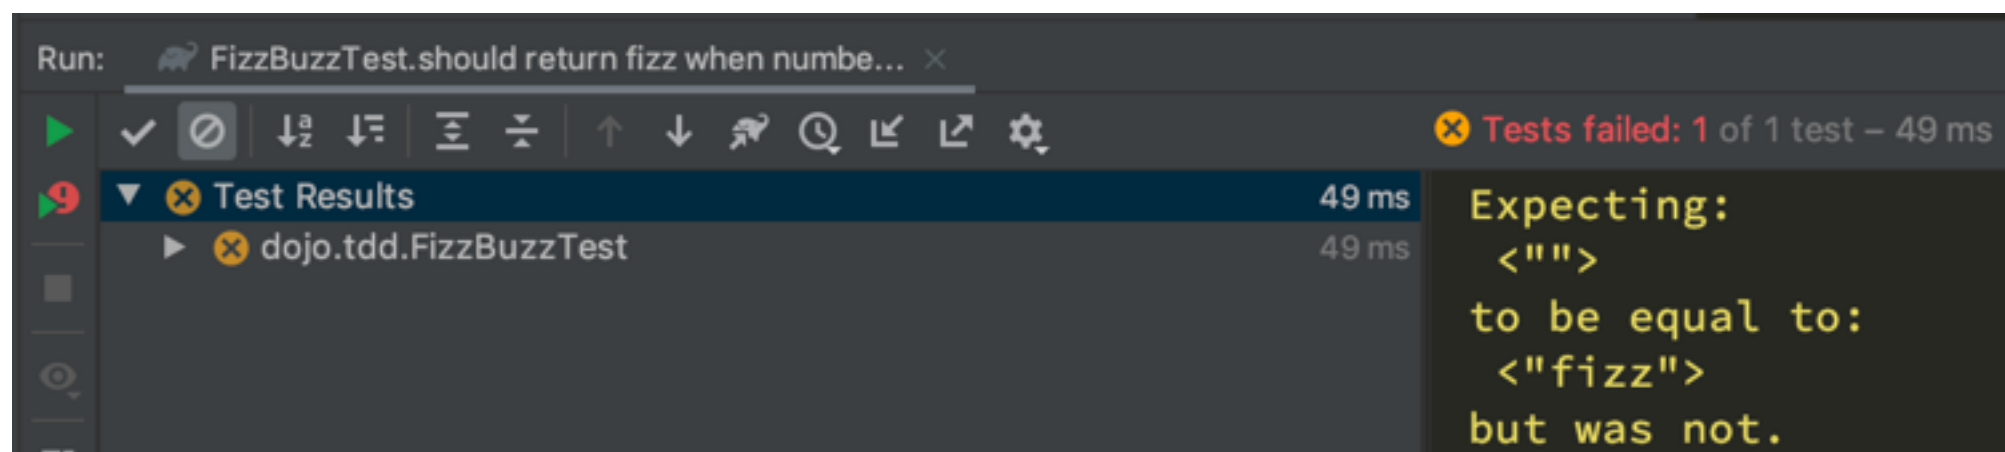 Run: FizzBuzzTest.should return fizz when numbe...
Tests failed: 1 of 1 test – 49 ms
Test Results 49 ms
dojo.tdd.FizzBuzzTest 49 ms
Expecting:
<"">
to be equal to:
<"fizz">
but was not.